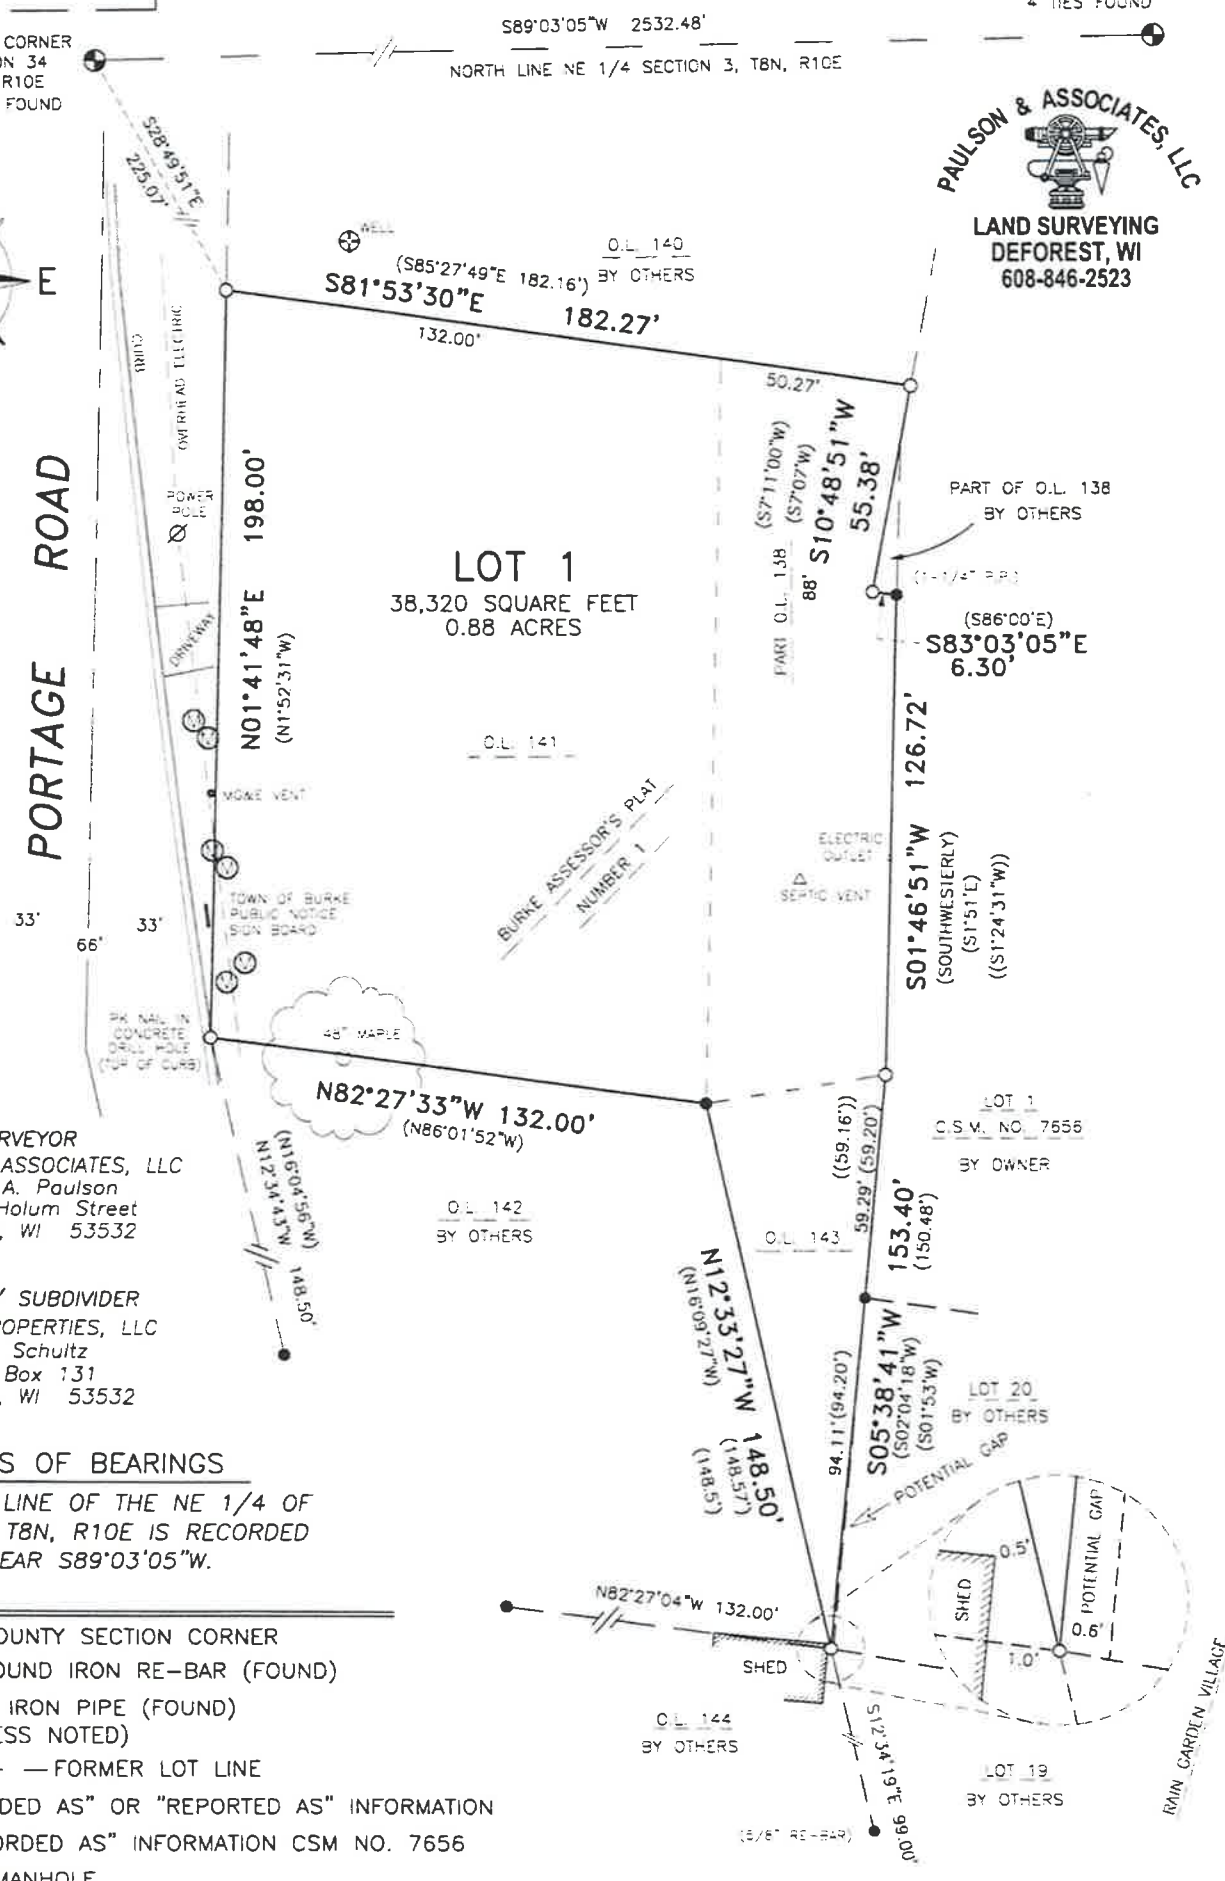 S89°03'05"W 2532.48'
4 TIES FOUND
CORNER
ON 34
R10E
FOUND
NORTH LINE NE 1/4 SECTION 3, T8N, R10E
S28°49'51"E
225.07'
PAULSON & ASSOCIATES, LLC
LAND SURVEYING
DEFOREST, WI
608-846-2523
E
WELL
O.L. 140
BY OTHERS
(S85°27'49"E 182.16')
S81°53'30"E 182.27'
132.00'
50.27'
CURB
OVERHEAD ELECTRIC
POWER
POLE
DRIVEWAY
PORTAGE ROAD
N01°41'48"E 198.00'
(N1°52'31"W)
LOT 1
38,320 SQUARE FEET
0.88 ACRES
PART O.L. 138
88'
(S7°11'00"W)
(S7°07'W)
S10°48'51"W
55.38'
PART OF O.L. 138
BY OTHERS
(1-1/4" P.P.)
(S86°00'E)
S83°03'05"E
6.30'
O.L. 141
MG&E VENT
BURKE ASSESSOR'S PLAT
NUMBER 1
ELECTRIC
OUTLET
SEPTIC VENT
S01°46'51"W 126.72'
(SOUTHWESTERLY)
(S1°51'E)
((S1°24'31"W))
TOWN OF BURKE
PUBLIC NOTICE
SIGN BOARD
33'
66'
33'
PK NAIL IN
CONCRETE
DRILL HOLE
(TOP OF CURB)
48" MAPLE
N82°27'33"W 132.00'
(N86°01'52"W)
(N16°04'56"W)
N12°34'43"W 148.50'
O.L. 142
BY OTHERS
LOT 1
C.S.M. NO. 7656
BY OWNER
((59.16'))
59.29' (59.20')
O.L. 143
153.40'
(150.48')
N12°33'27"W 148.50'
(N16°09'27"W) (148.57')
(148.5')
94.11' (94.20')
S05°38'41"W
(S02°04'18"W)
(S01°53'W)
LOT 20
BY OTHERS
POTENTIAL GAP
RVEYOR
ASSOCIATES, LLC
A. Paulson
Holum Street
, WI 53532
/ SUBDIVIDER
OPERTIES, LLC
Schultz
Box 131
, WI 53532
S OF BEARINGS
LINE OF THE NE 1/4 OF
T8N, R10E IS RECORDED
EAR S89°03'05"W.
N82°27'04"W 132.00'
SHED
SHED
0.5'
POTENTIAL GAP
0.6'
1.0'
O.L. 144
BY OTHERS
S12°34'19"E 99.00'
(5/8" RE-BAR)
LOT 19
BY OTHERS
RAIN GARDEN VILLAGE
OUNTY SECTION CORNER
OUND IRON RE-BAR (FOUND)
IRON PIPE (FOUND)
ESS NOTED)
— FORMER LOT LINE
DED AS" OR "REPORTED AS" INFORMATION
ORDED AS" INFORMATION CSM NO. 7656
MANHOLE